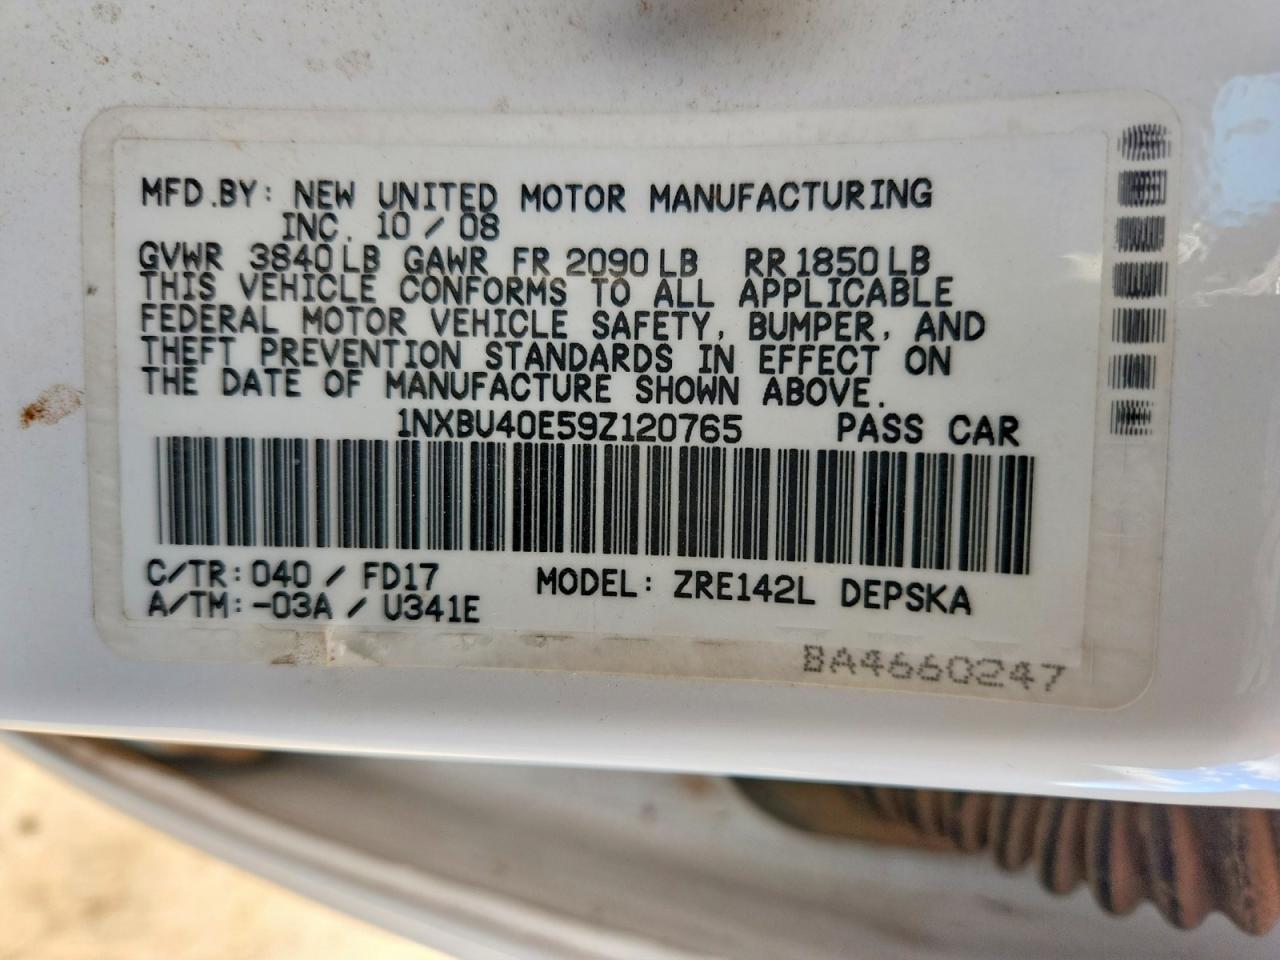 MFD.BY: NEW UNITED MOTOR MANUFACTURING
INC. 10 / 08
GVWR 3840 LB GAWR FR 2090 LB RR 1850 LB
THIS VEHICLE CONFORMS TO ALL APPLICABLE
FEDERAL MOTOR VEHICLE SAFETY, BUMPER, AND
THEFT PREVENTION STANDARDS IN EFFECT ON
THE DATE OF MANUFACTURE SHOWN ABOVE.
1NXBU40E59Z120765 PASS CAR
C/TR: 040 / FD17 MODEL: ZRE142L DEPSKA
A/TM: -03A / U341E
BA4660247